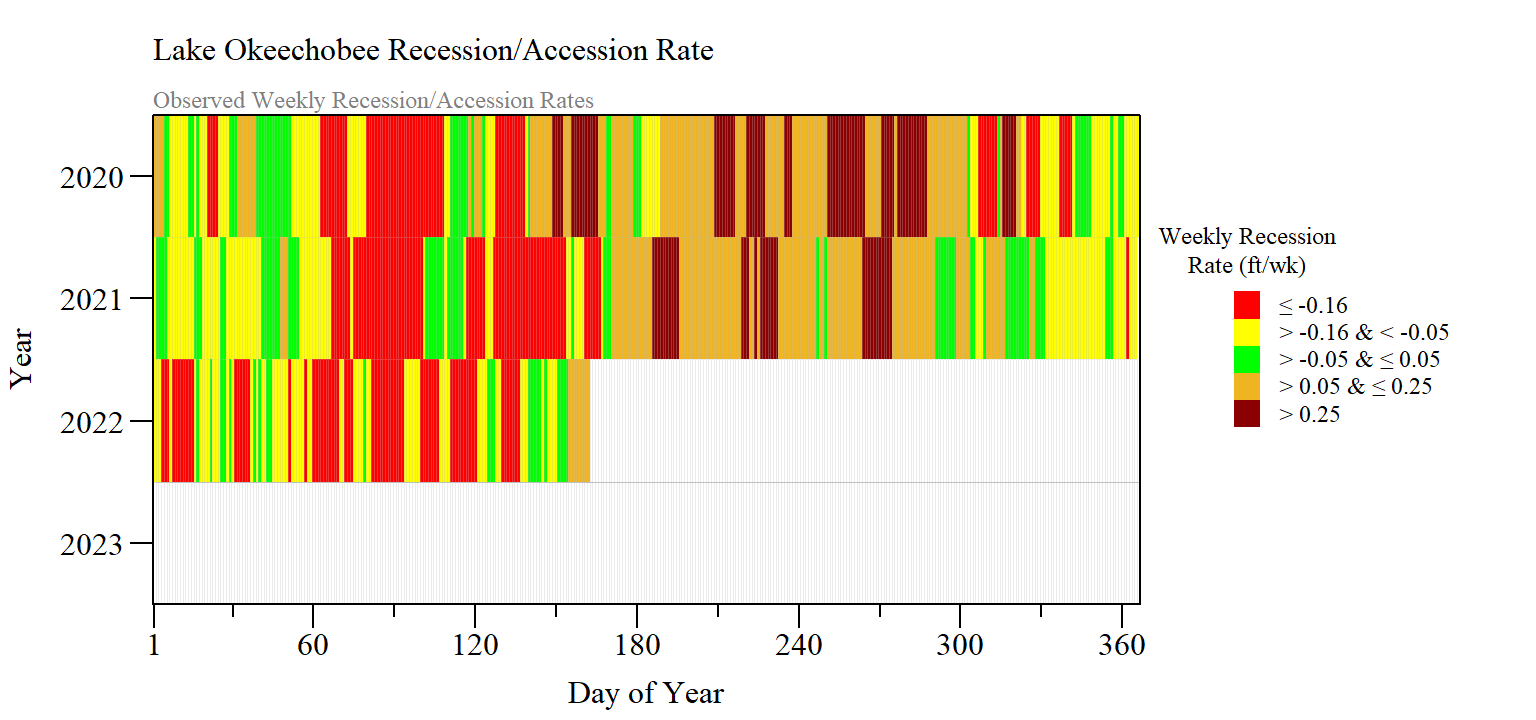 Lake Okeechobee Recession/Accession Rate
Observed Weekly Recession/Accession Rates
2020
2021
2022
2023
Year
1 60 120 180 240 300 360
Day of Year
Weekly Recession
Rate (ft/wk)
≤ -0.16
> -0.16 & < -0.05
> -0.05 & ≤ 0.05
> 0.05 & ≤ 0.25
> 0.25